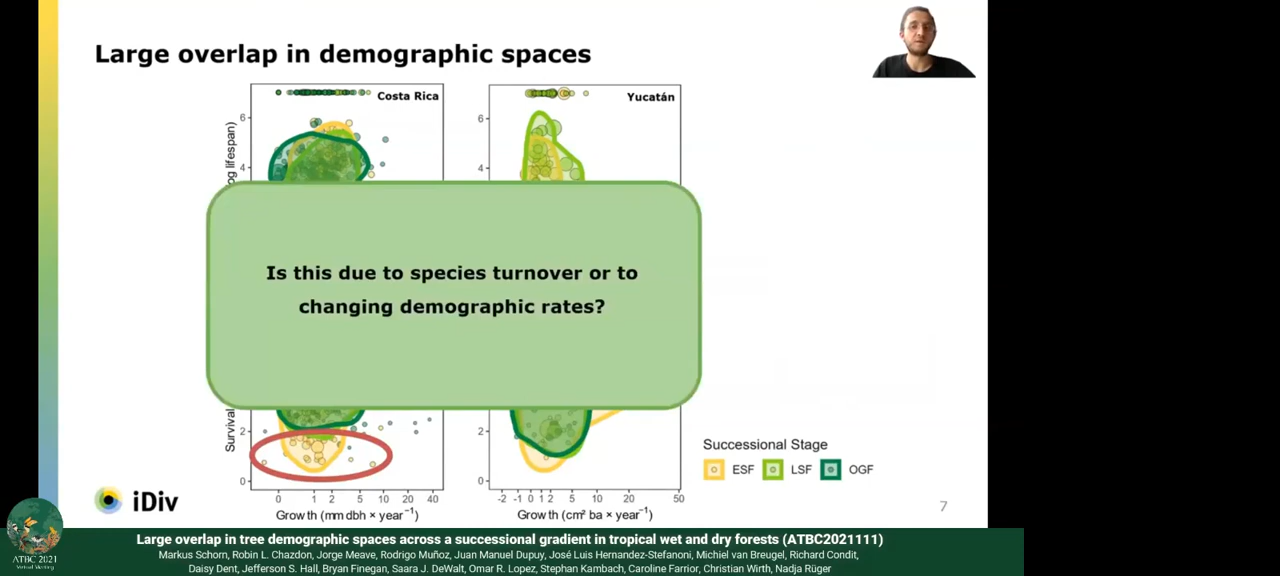 Large overlap in demographic spaces
Costa Rica
Yucatán
6
4
og lifespan)
6
4
Is this due to species turnover or to
changing demographic rates?
Surviva
2
0
2
0
0 1 2 5 10 20 40
-2 -1 0 1 2 5 10 20 50
Growth (mm dbh × year⁻¹)
Growth (cm² ba × year⁻¹)
Successional Stage
ESF LSF OGF
iDiv
7
ATBC 2021
Large overlap in tree demographic spaces across a successional gradient in tropical wet and dry forests (ATBC2021111)
Markus Schorn, Robin L. Chazdon, Jorge Meave, Rodrigo Muñoz, Juan Manuel Dupuy, José Luis Hernandez-Stefanoni, Michiel van Breugel, Richard Condit,
Daisy Dent, Jefferson S. Hall, Bryan Finegan, Saara J. DeWalt, Omar R. Lopez, Stephan Kambach, Caroline Farrior, Christian Wirth, Nadja Rüger